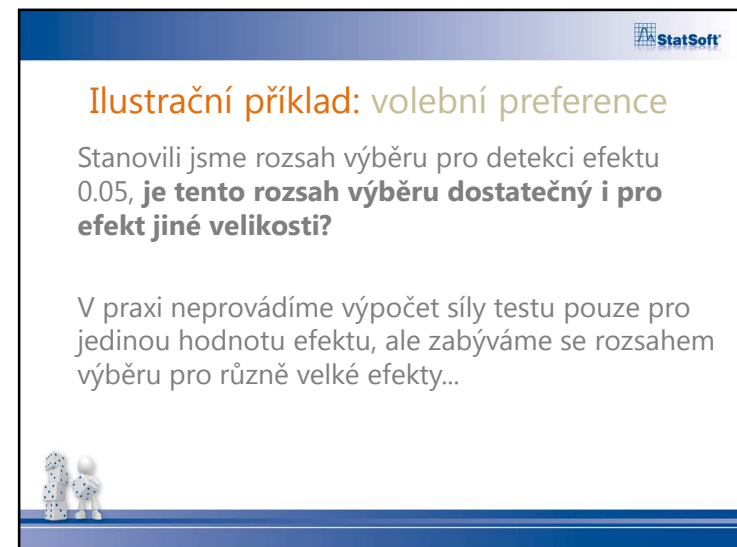 StatSoft
Ilustrační příklad: volební preference
Stanovili jsme rozsah výběru pro detekci efektu
0.05, je tento rozsah výběru dostatečný i pro
efekt jiné velikosti?
V praxi neprovádíme výpočet síly testu pouze pro
jedinou hodnotu efektu, ale zabýváme se rozsahem
výběru pro různě velké efekty...